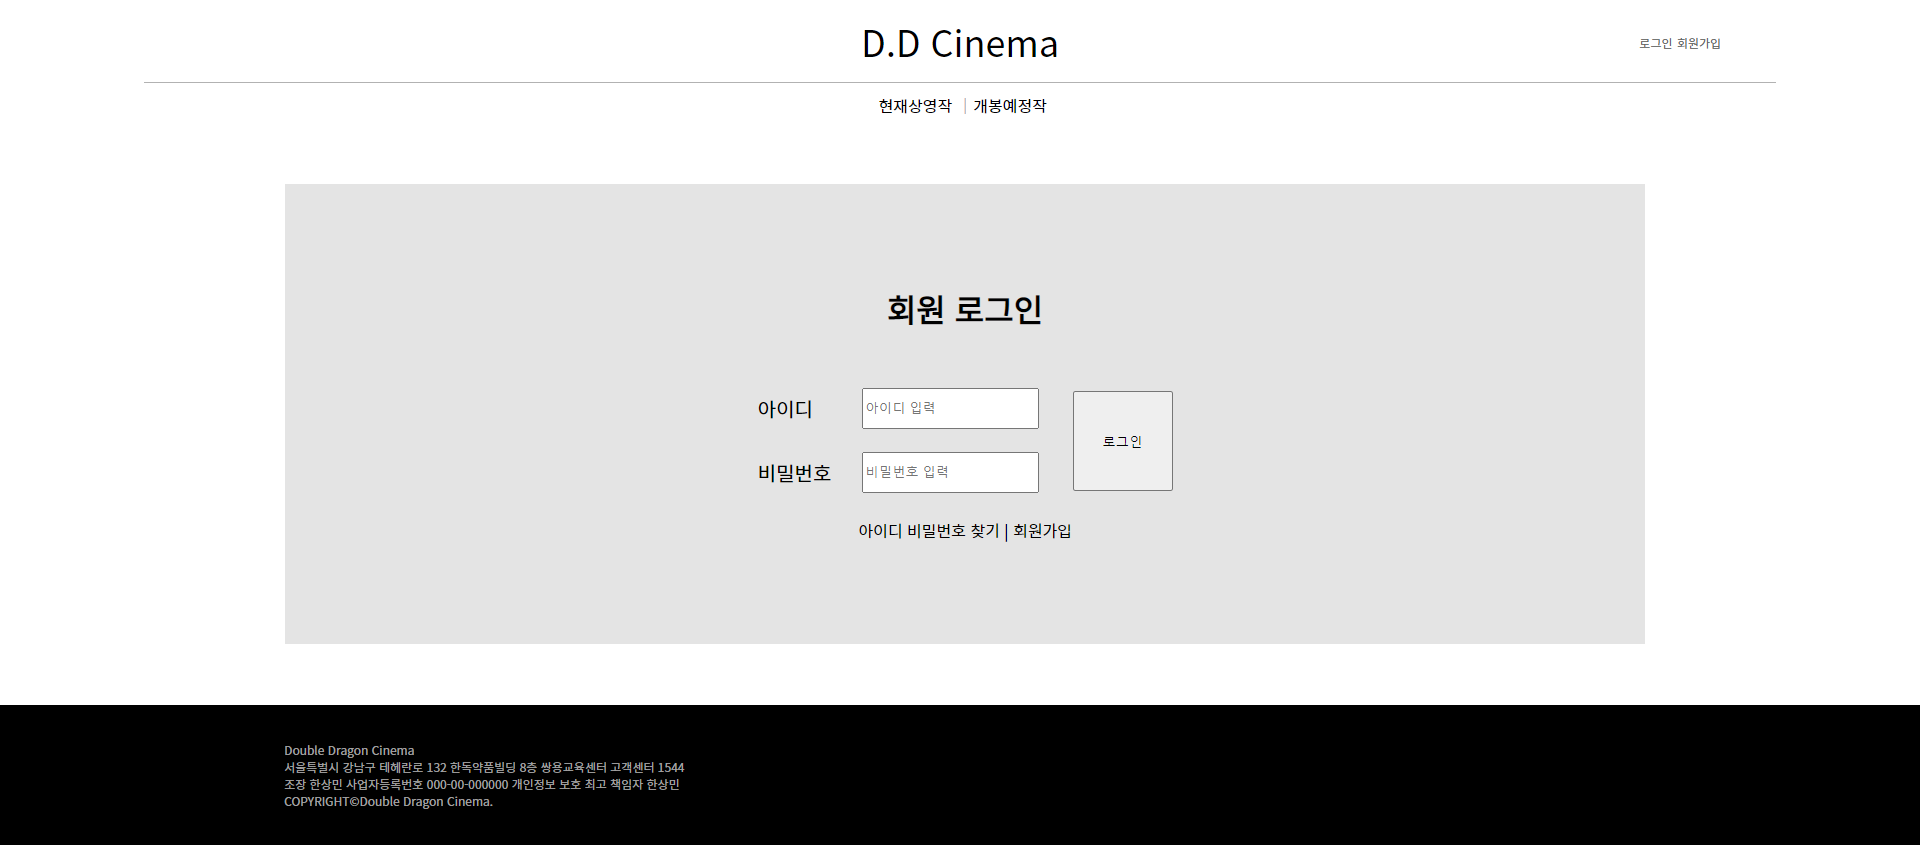 D.D Cinema
로그인 회원가입
현재상영작 | 개봉예정작
회원 로그인
아이디 아이디 입력
로그인
비밀번호 비밀번호 입력
아이디 비밀번호 찾기 | 회원가입
Double Dragon Cinema
서울특별시 강남구 테헤란로 132 한독약품빌딩 8층 쌍용교육센터 고객센터 1544
조장 한상민 사업자등록번호 000-00-000000 개인정보 보호 최고 책임자 한상민
COPYRIGHT©Double Dragon Cinema.